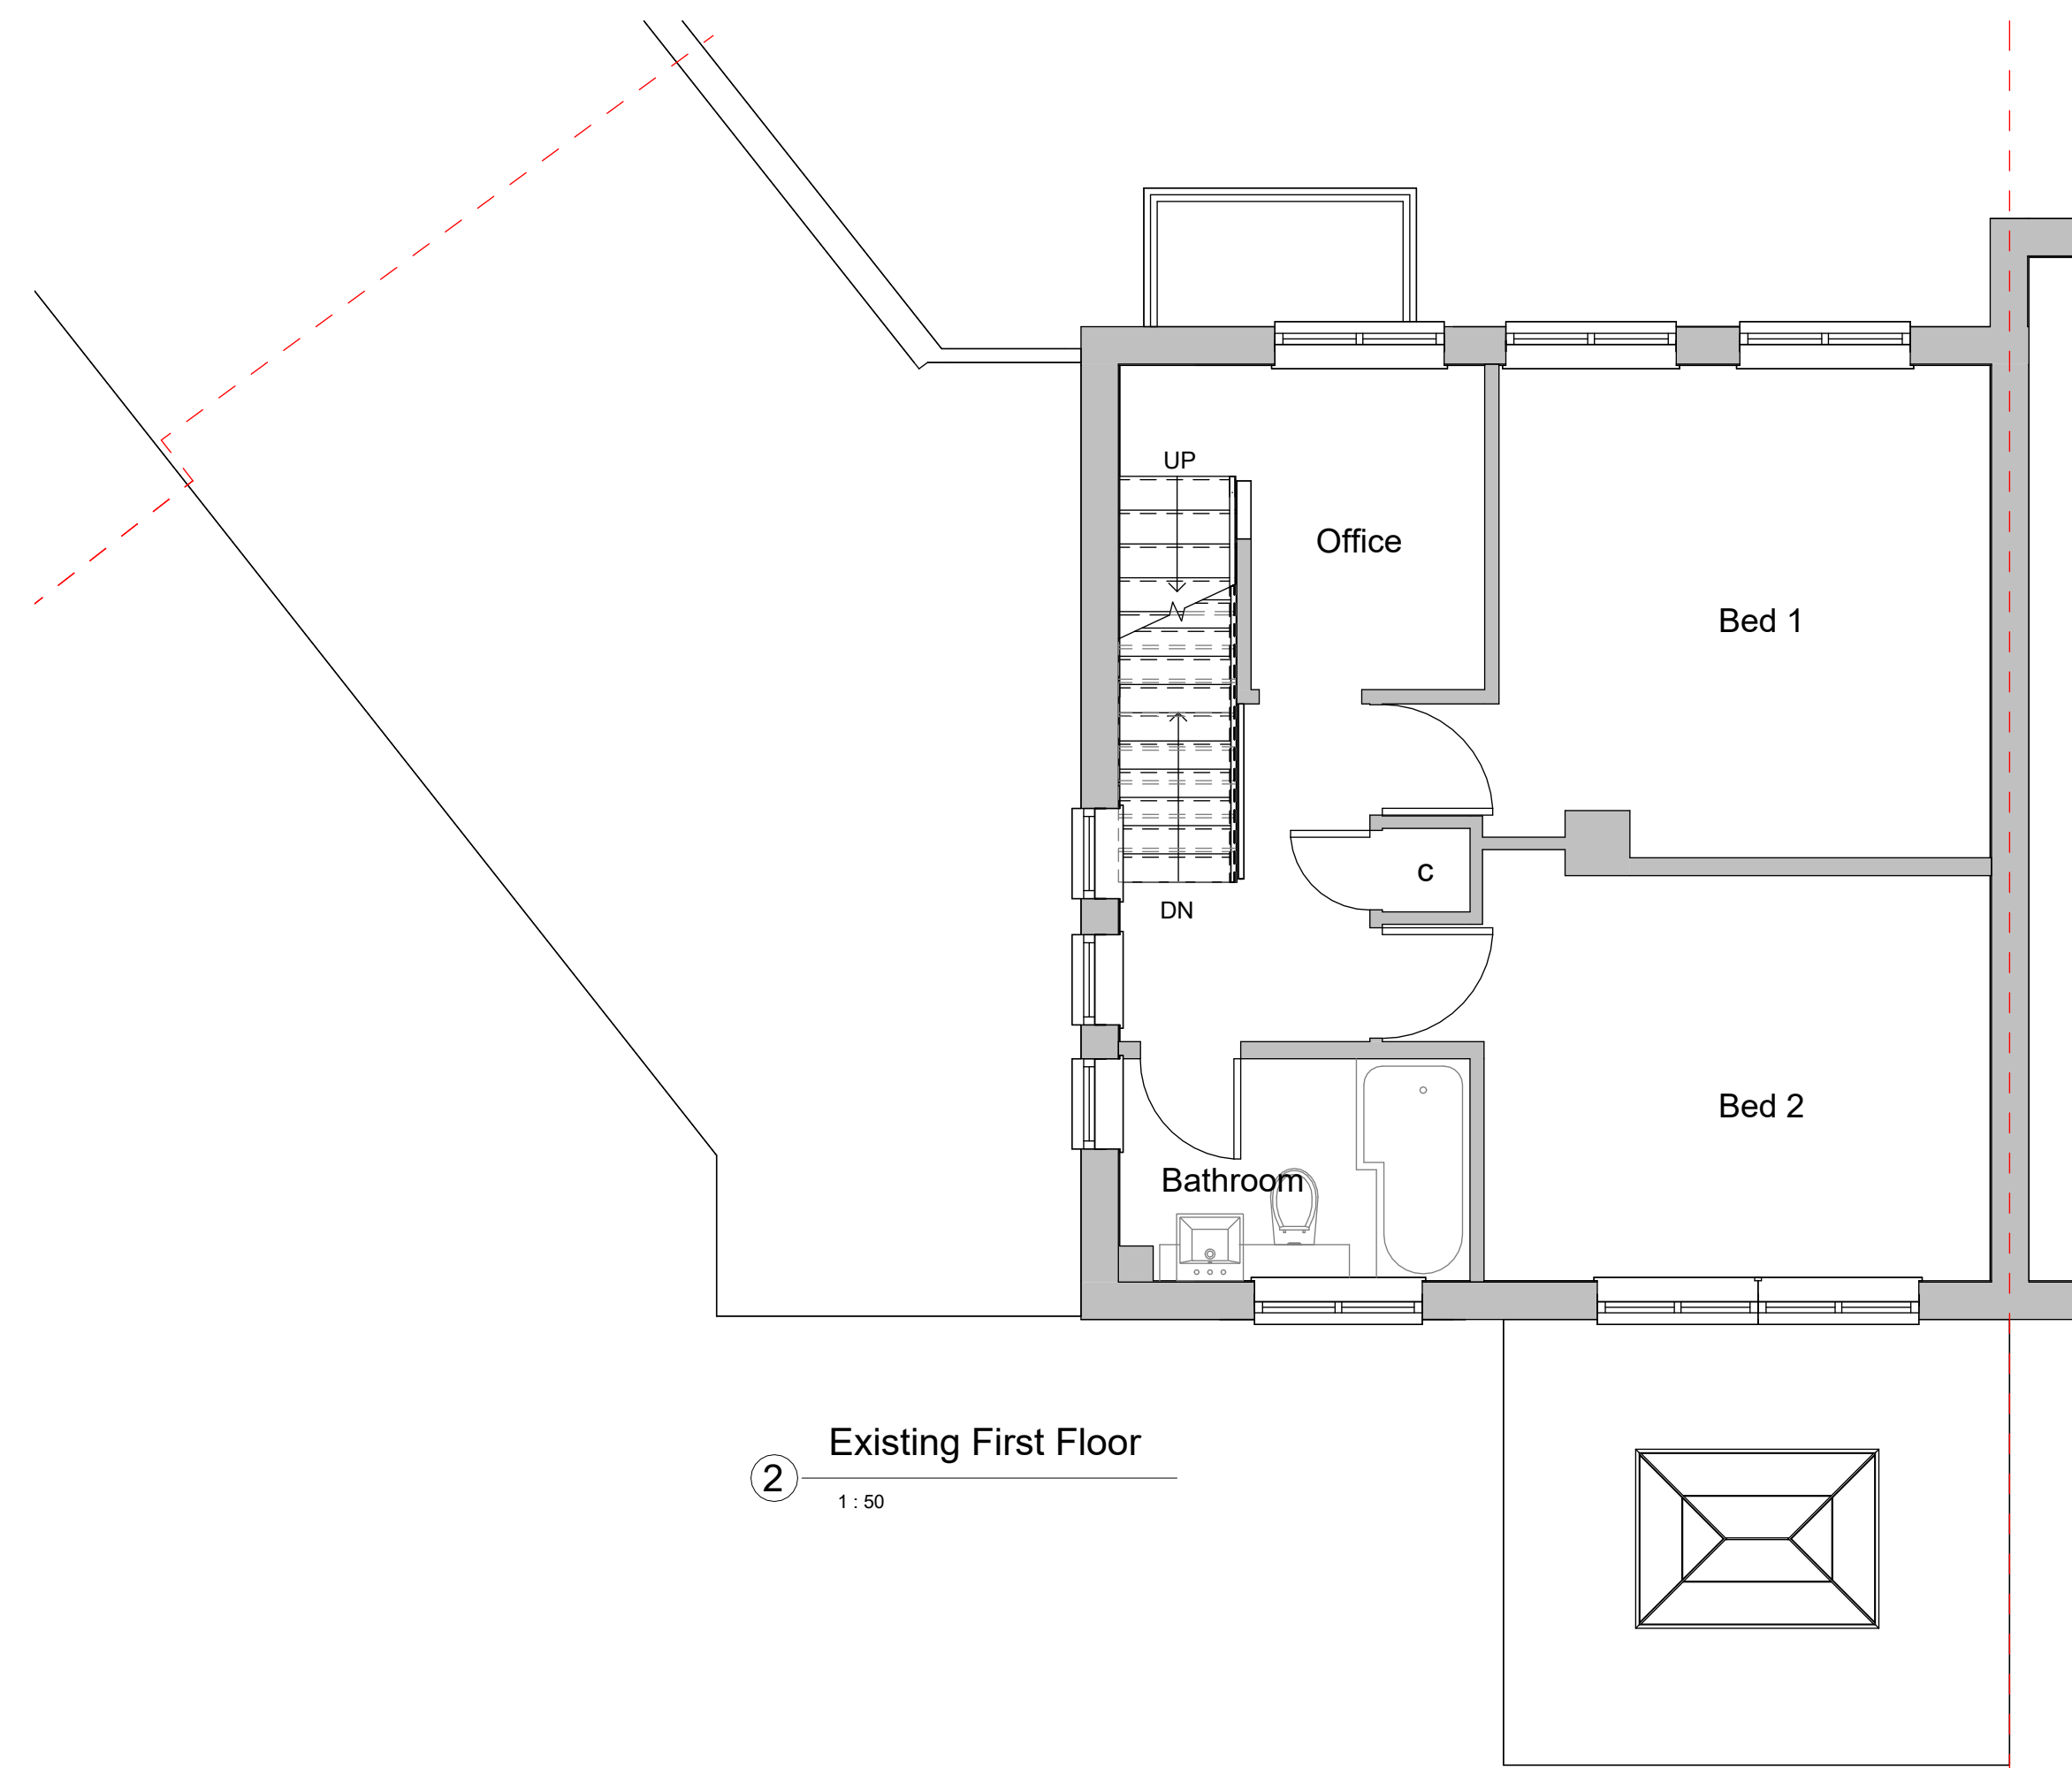 UP
Office
Bed 1
c
DN
Bed 2
Bathroom
Existing First Floor
2
1 : 50